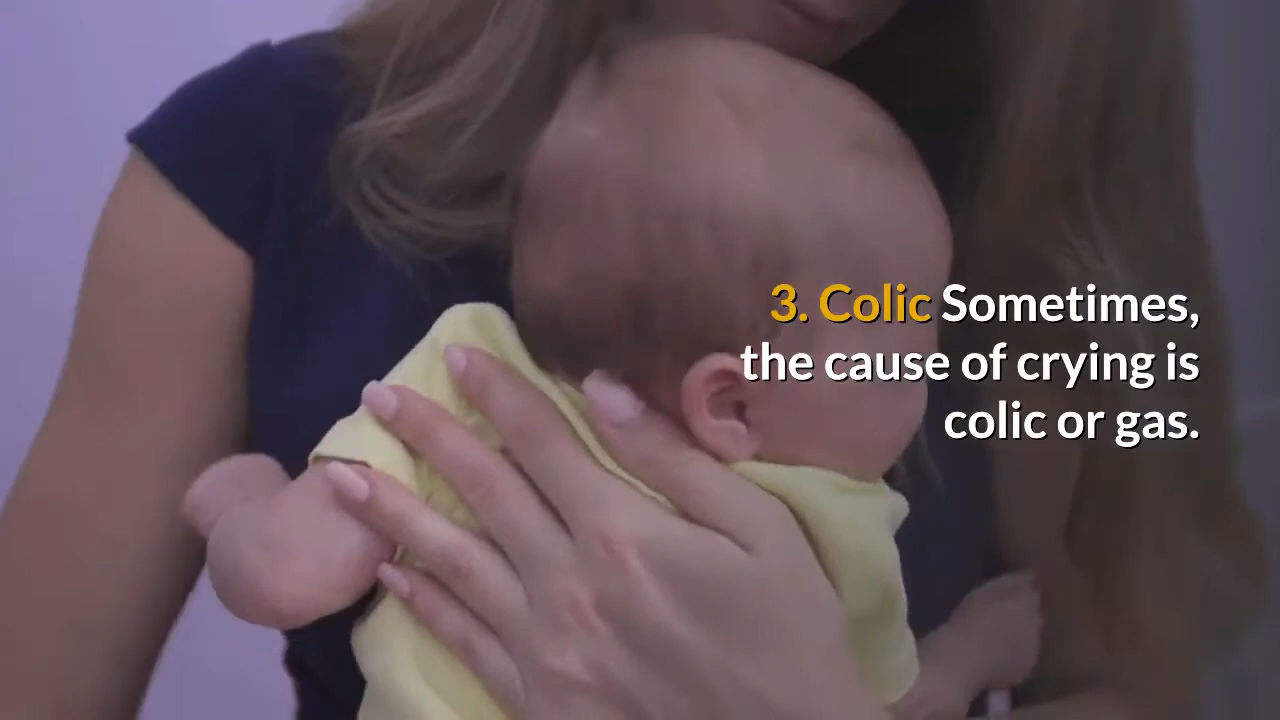 3. Colic Sometimes,
the cause of crying is
colic or gas.